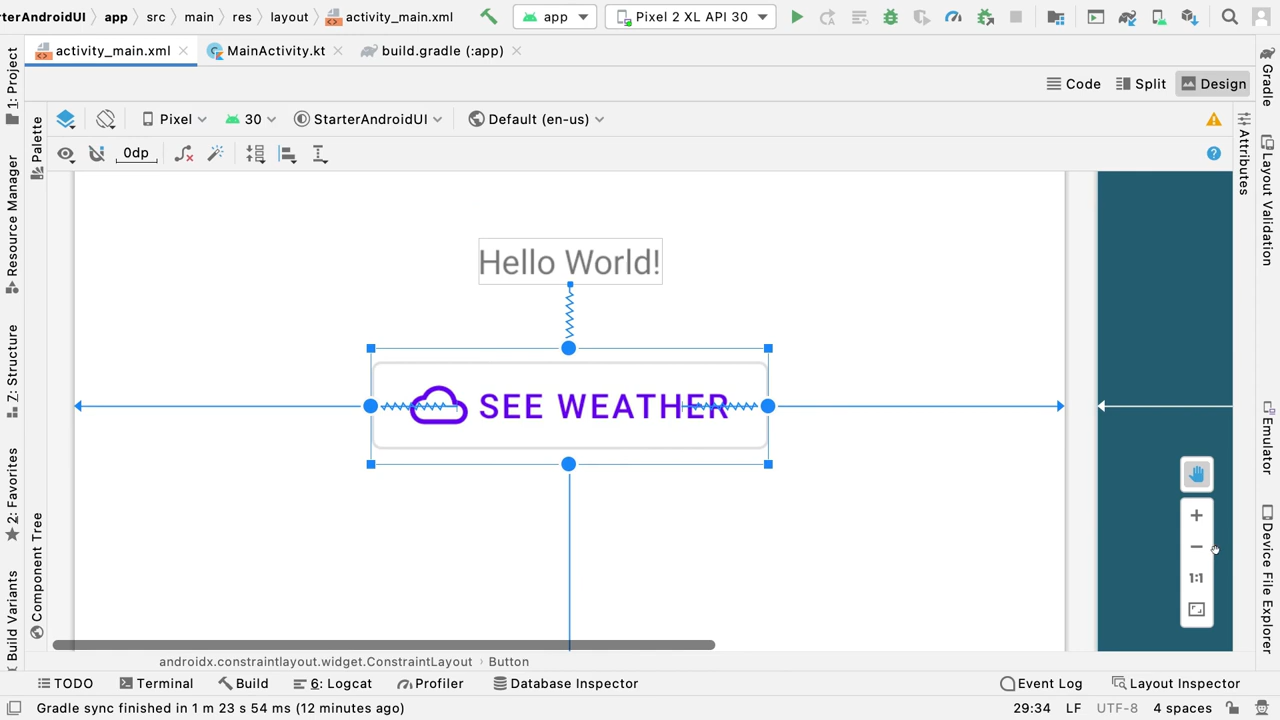 rterAndroidUI app src main res layout activity_main.xml app Pixel 2 XL API 30
activity_main.xml MainActivity.kt build.gradle (:app)
Code Split Design
Pixel 30 StarterAndroidUI Default (en-us)
0dp
1: Project
Resource Manager
Z: Structure
2: Favorites
Build Variants
Palette
Component Tree
Hello World!
SEE WEATHER
1:1
Attributes
Gradle
Layout Validation
Emulator
Device File Explorer
androidx.constraintlayout.widget.ConstraintLayout › Button
TODO Terminal Build 6: Logcat Profiler Database Inspector Event Log Layout Inspector
Gradle sync finished in 1 m 23 s 54 ms (12 minutes ago) 29:34 LF UTF-8 4 spaces